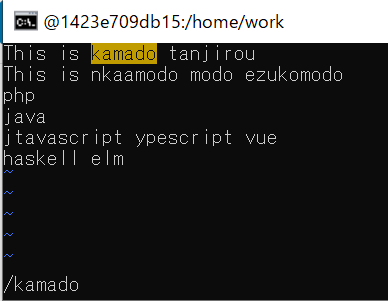 @1423e709db15:/home/work
This is kamado tanjirou
This is nkaamodo modo ezukomodo
php
java
jtavascript ypescript vue
haskell elm
~
~
~
~
~
/kamado